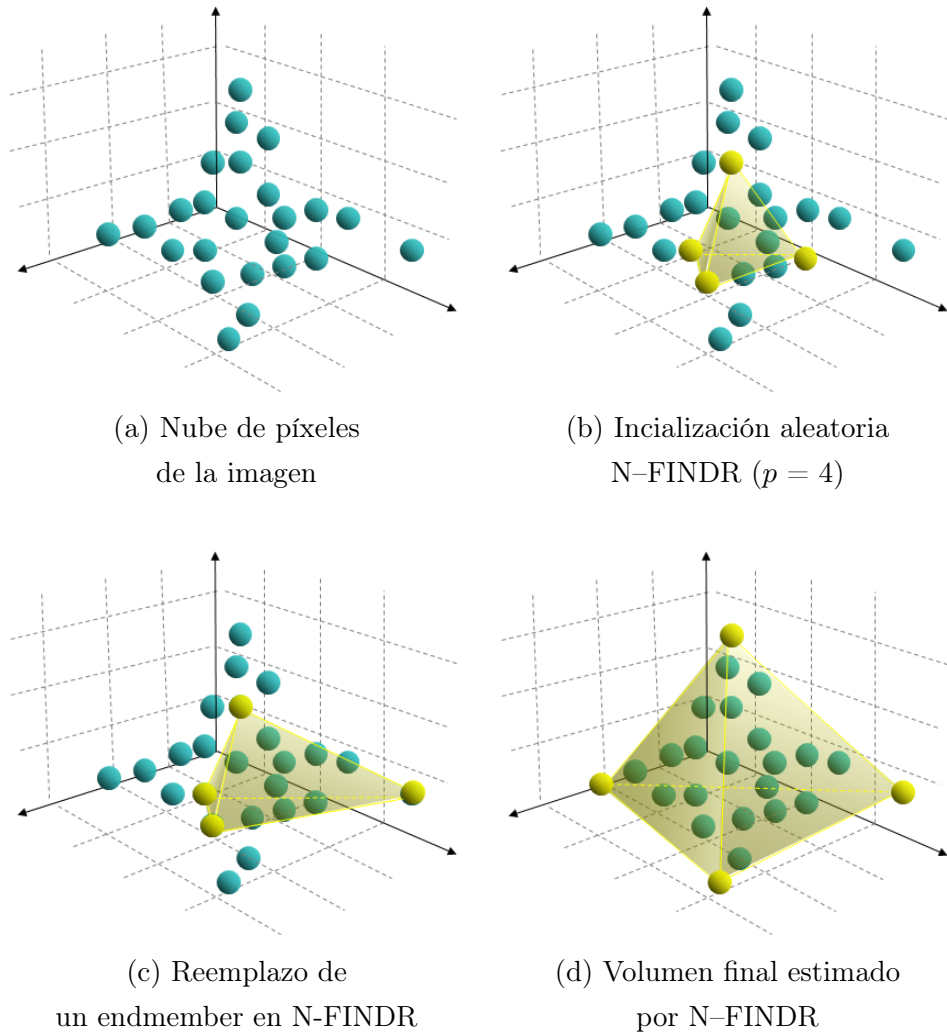 (a) Nube de píxeles
de la imagen
(b) Incialización aleatoria
N–FINDR (p = 4)
(c) Reemplazo de
un endmember en N-FINDR
(d) Volumen final estimado
por N–FINDR